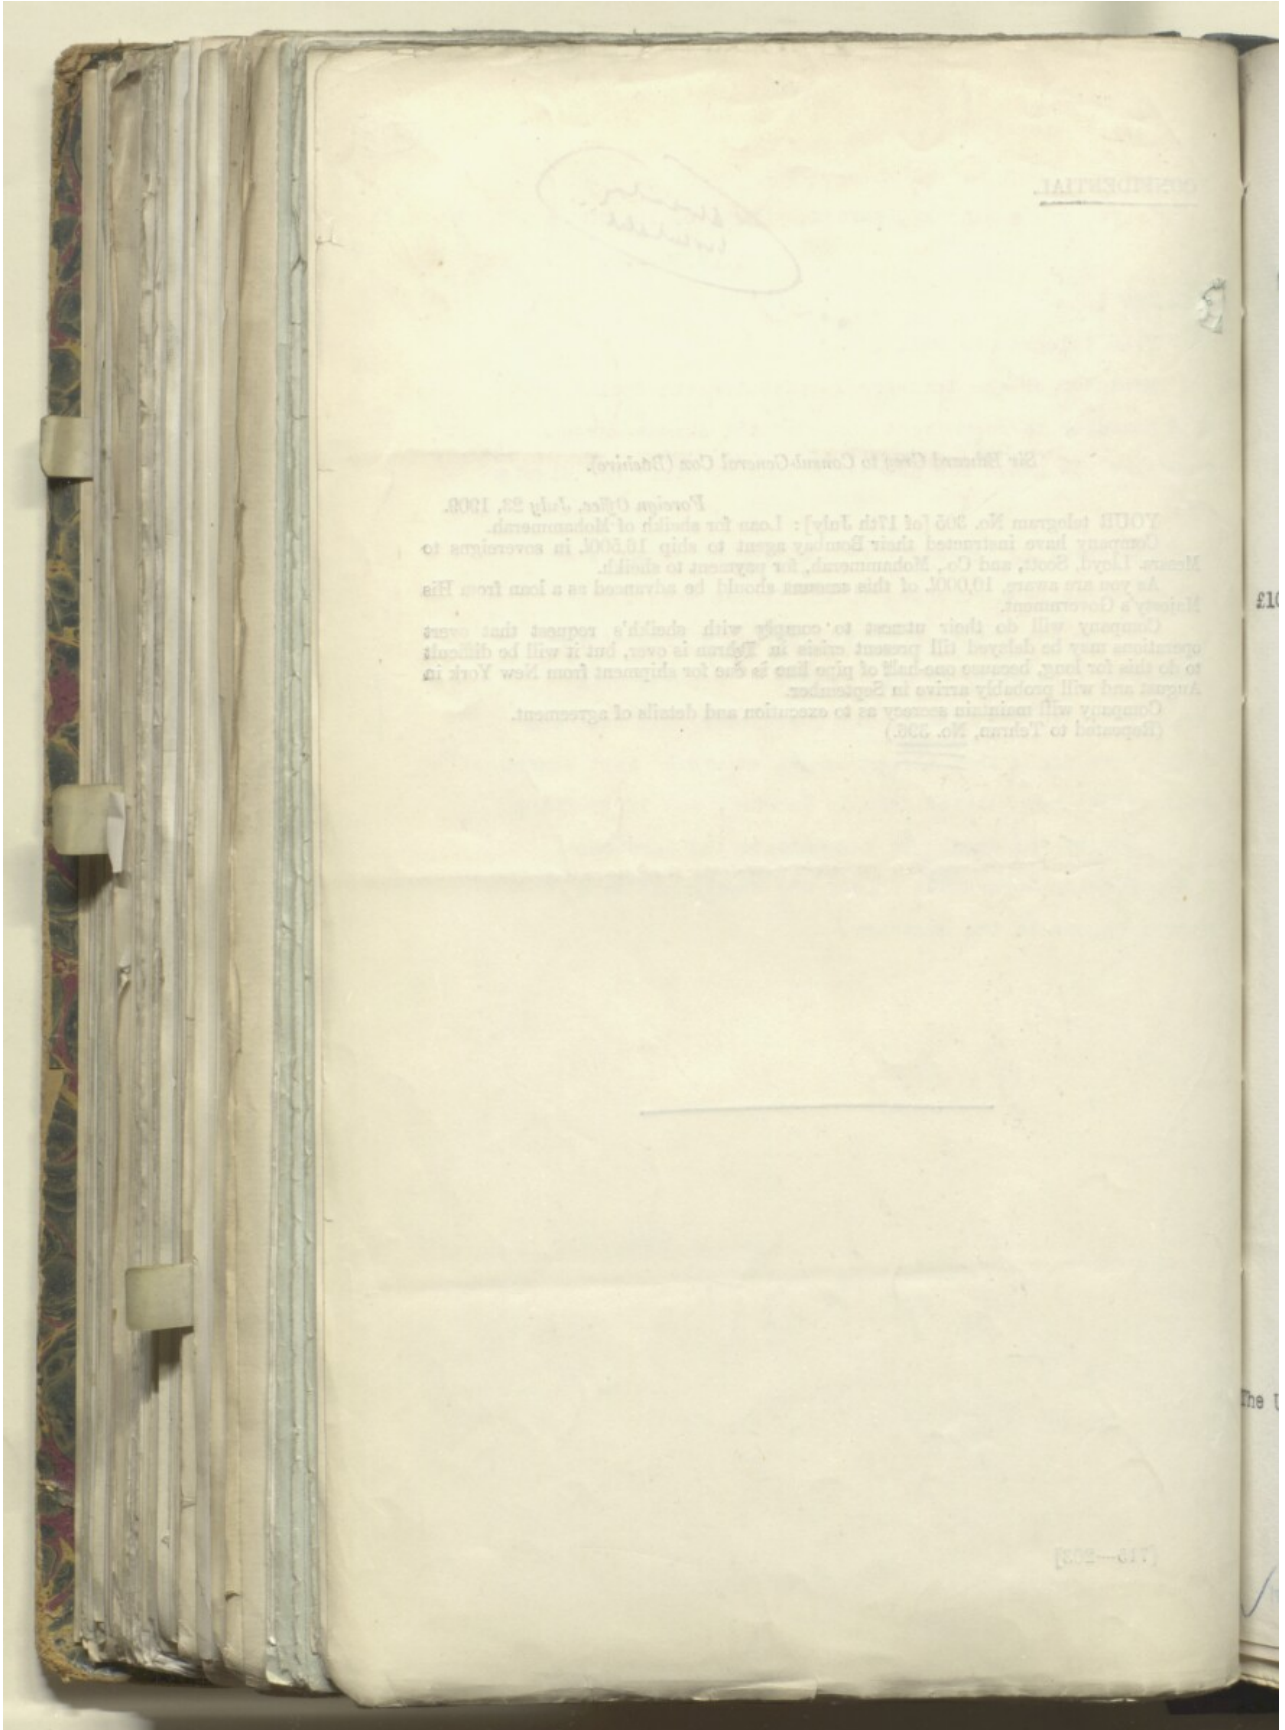 CONFIDENTIAL.
Sir Edward Grey to Consul-General Cox (Bushire).
Foreign Office, July 23, 1909.
YOUR telegram No. 305 [of 17th July]: Loan for sheikh of Mohammerah.
Company have instructed their Bombay agent to ship 10,500l. in sovereigns to
Messrs. Lloyd, Scott, and Co., Mohammerah, for payment to sheikh.
As you are aware, 10,000l. of this amount should be advanced as a loan from His
Majesty's Government.
Company will do their utmost to comply with sheikh's request that overt
operations may be delayed till present crisis in Tehran is over, but it will be difficult
to do this for long, because one-half of pipe line is due for shipment from New York in
August and will probably arrive in September.
Company will maintain secrecy as to execution and details of agreement.
(Repeated to Tehran, No. 396.)
£10
The U